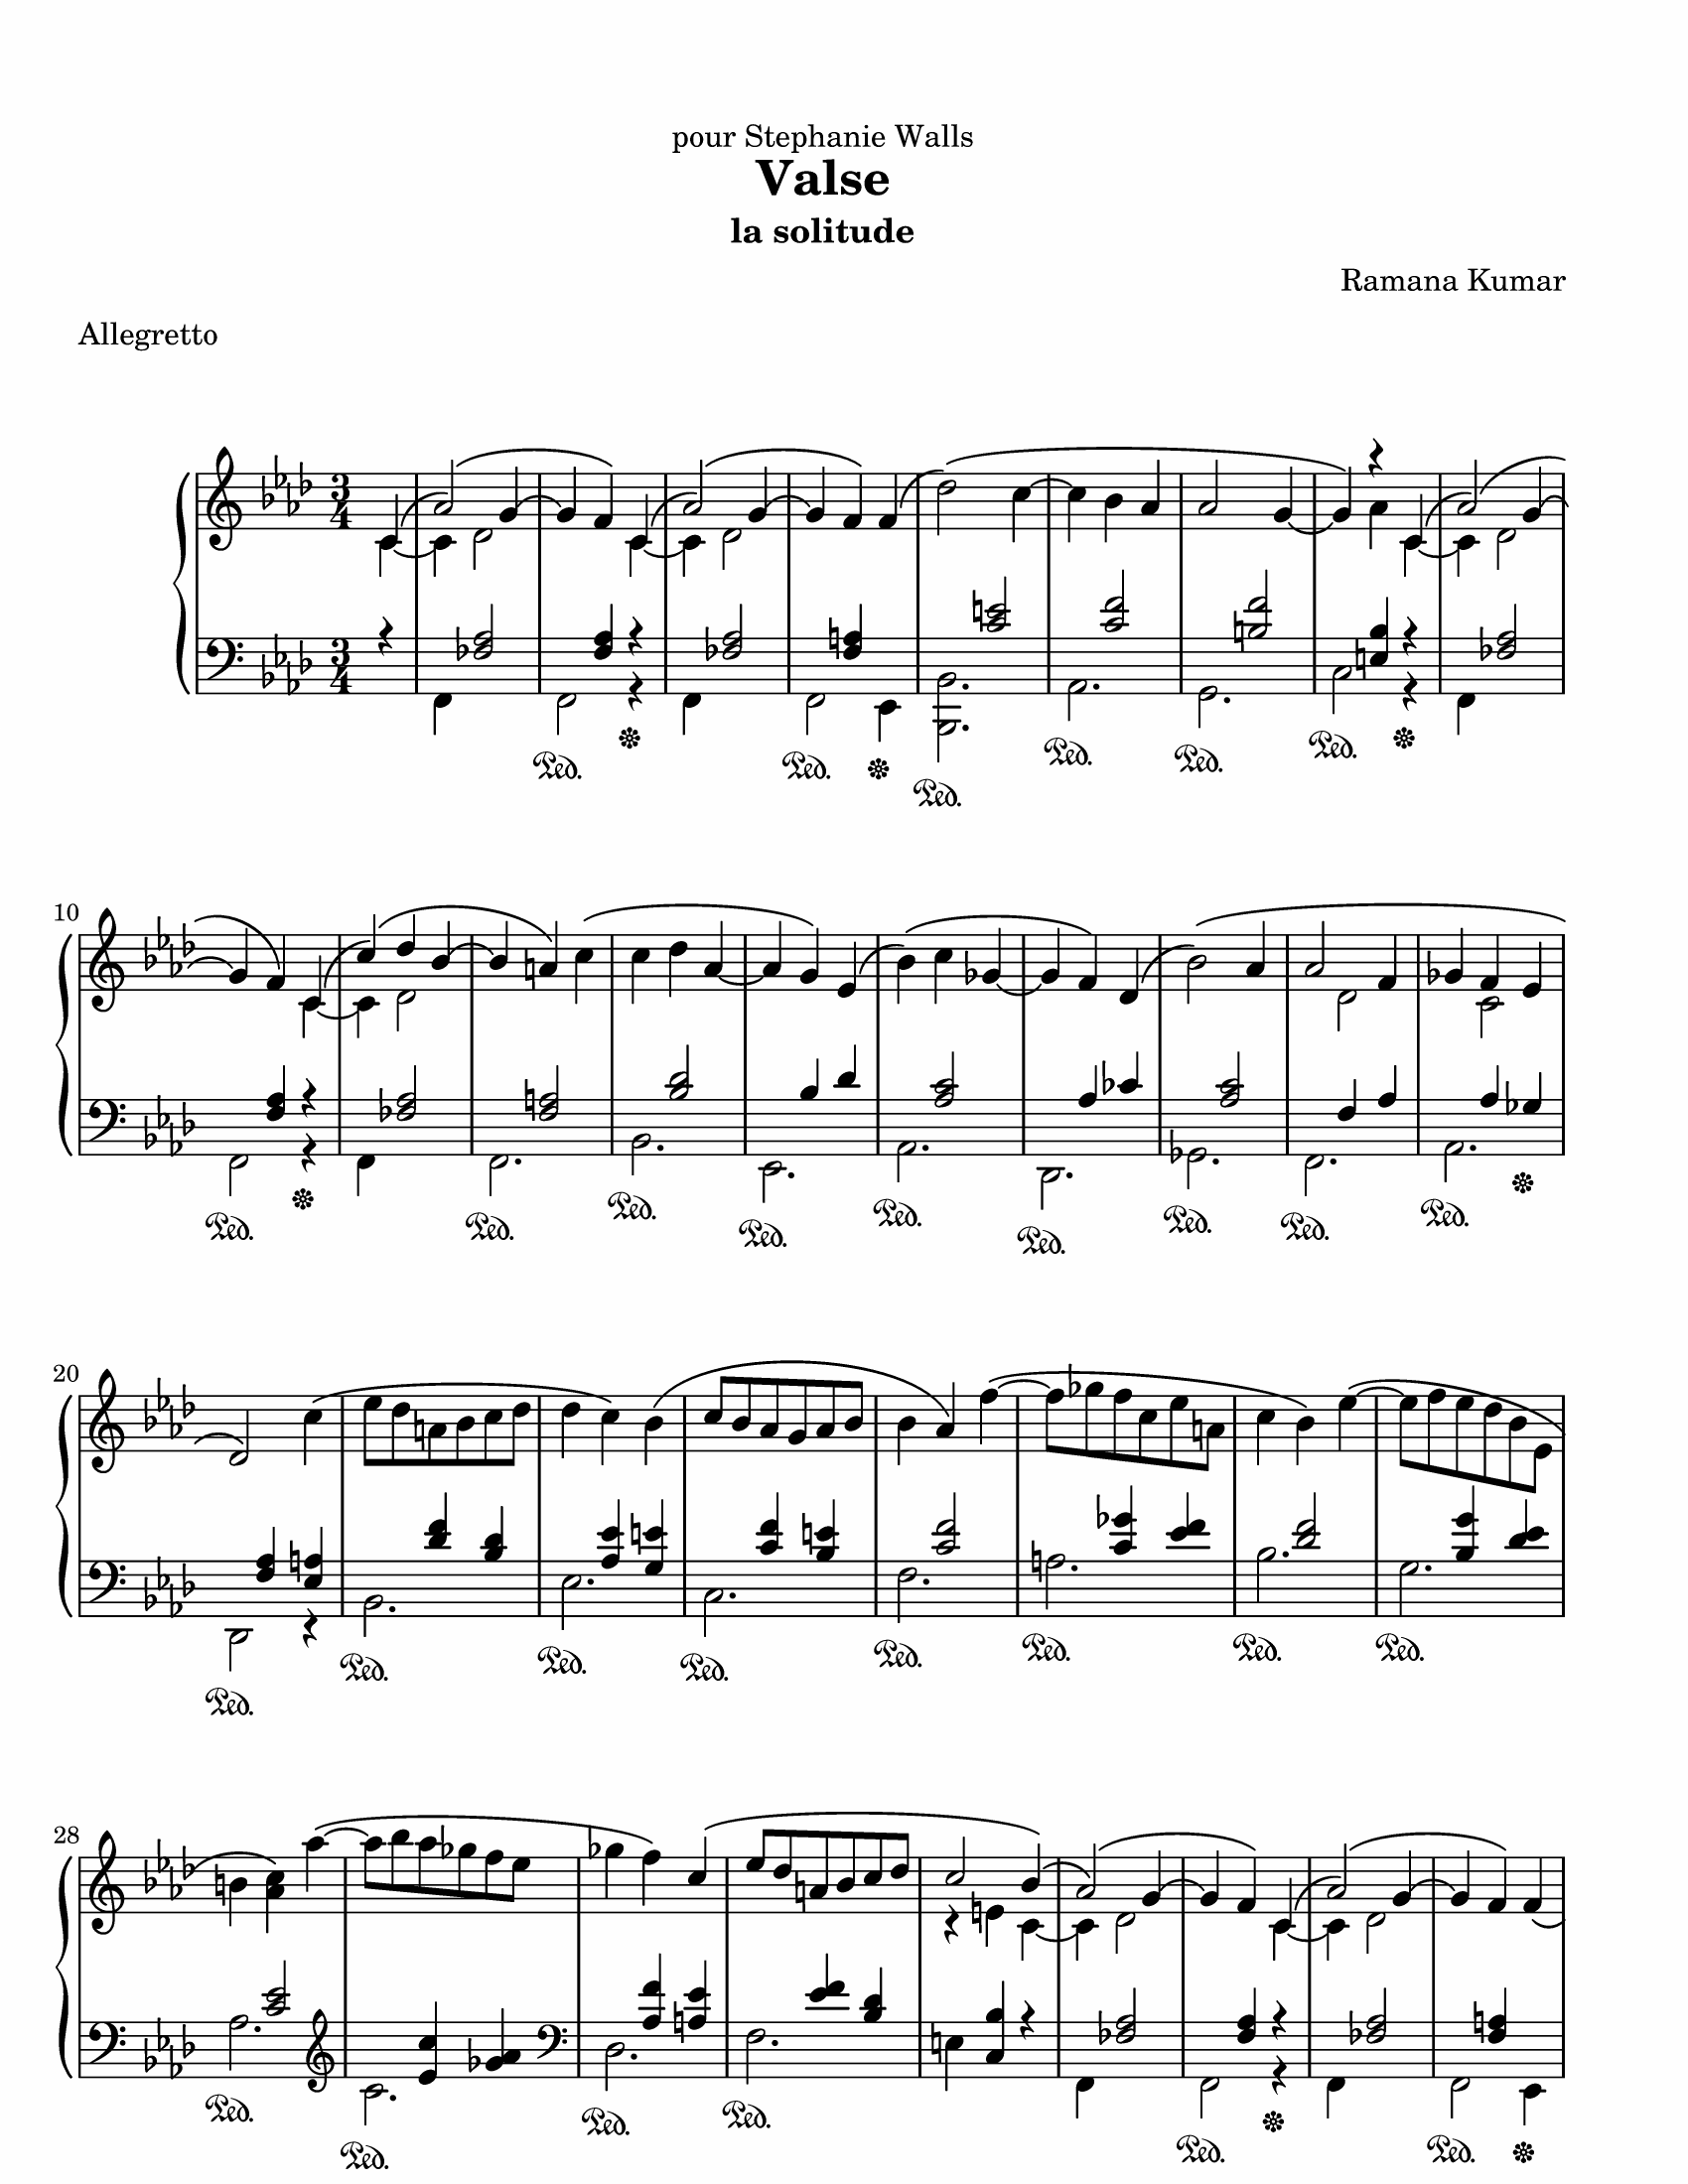 pour Stephanie Walls
Valse
la solitude
Ramana Kumar
Allegretto
3 4
3 4
Ped. Ped. Ped. Ped. Ped. Ped.
10
Ped. Ped. Ped. Ped. Ped. Ped. Ped. Ped. Ped.
20
Ped. Ped. Ped. Ped. Ped. Ped. Ped. Ped.
28
Ped. Ped. Ped. Ped. Ped. Ped.